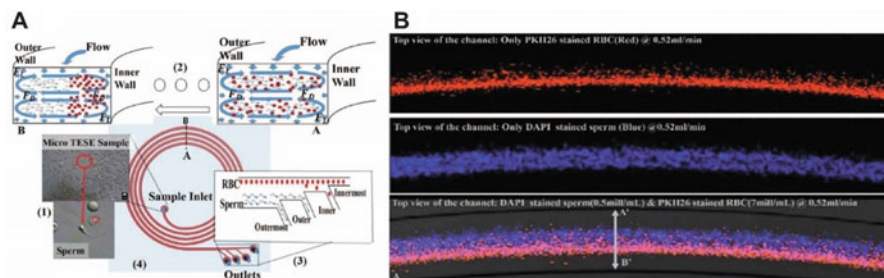 A
Outer Wall
Flow
Inner Wall
B
(2)
Outer Wall
Flow
Inner Wall
A
B
A
Micro TESE Sample
(1)
Sperm
Sample Inlet
RBC
Sperm
Innermost
Inner
Outer
Outermost
(4)
Outlets
(3)
B
Top view of the channel: Only PKH26 stained RBC(Red) @ 0.52ml/min
Top view of the channel: Only DAPI stained sperm (Blue) @0.52ml/min
Top view of the channel: DAPI stained sperm(0.5mill/mL) & PKH26 stained RBC(7mill/mL) @ 0.52ml/min
A'
B'